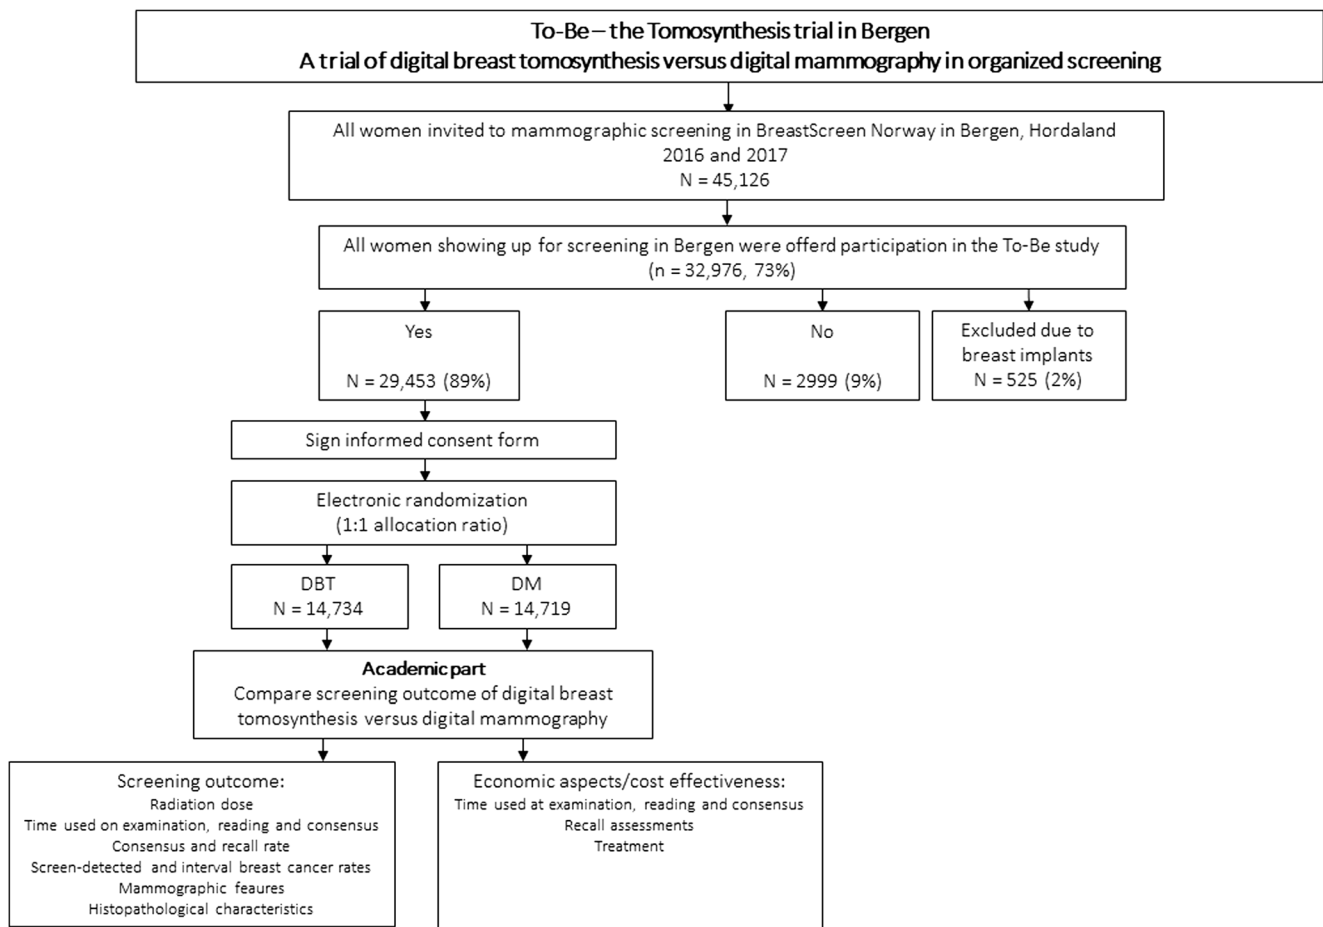 To-Be – the Tomosynthesis trial in Bergen
A trial of digital breast tomosynthesis versus digital mammography in organized screening
All women invited to mammographic screening in BreastScreen Norway in Bergen, Hordaland
2016 and 2017
N = 45,126
All women showing up for screening in Bergen were offerd participation in the To-Be study
(n = 32,976, 73%)
Yes
N = 29,453 (89%)
No
N = 2999 (9%)
Excluded due to
breast implants
N = 525 (2%)
Sign informed consent form
Electronic randomization
(1:1 allocation ratio)
DBT
N = 14,734
DM
N = 14,719
Academic part
Compare screening outcome of digital breast
tomosynthesis versus digital mammography
Screening outcome:
Radiation dose
Time used on examination, reading and consensus
Consensus and recall rate
Screen-detected and interval breast cancer rates
Mammographic feaures
Histopathological characteristics
Economic aspects/cost effectiveness:
Time used at examination, reading and consensus
Recall assessments
Treatment